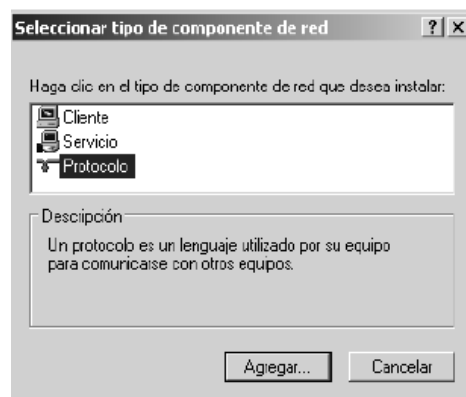 Seleccionar tipo de componente de red
Haga clic en el tipo de componente de red que desea instalar:
Cliente
Servicio
Protocolo
Descripción
Un protocolo es un lenguaje utilizado por su equipo
para comunicarse con otros equipos.
Agregar...
Cancelar